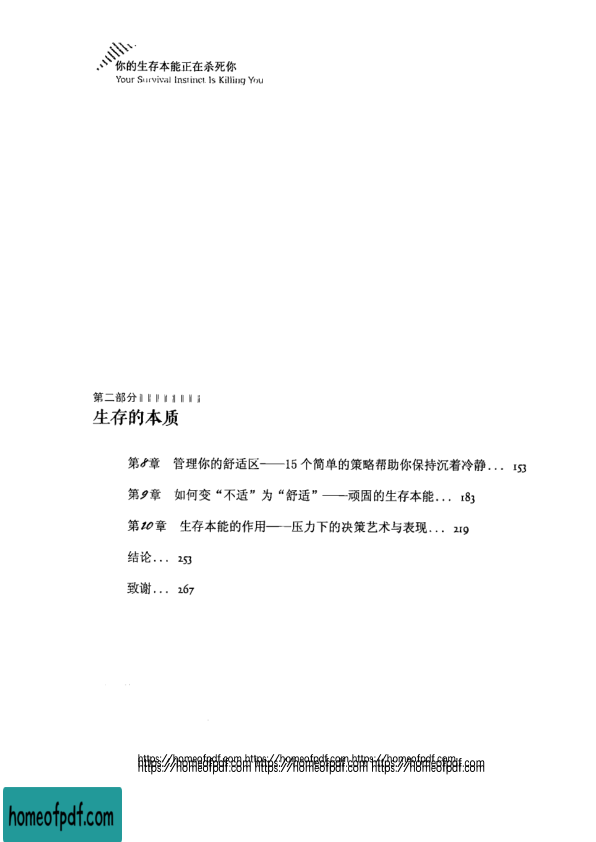 你的生存本能正在杀死你
Your Survival Instinct Is Killing You
第二部分
生存的本质
第8章 管理你的舒适区——15个简单的策略帮助你保持沉着冷静... 153
第9章 如何变“不适”为“舒适”——顽固的生存本能... 183
第10章 生存本能的作用——压力下的决策艺术与表现... 219
结论... 253
致谢... 267
https://homeofpdf.com https://homeofpdf.com https://homeofpdf.com
https://homeofpdf.com https://homeofpdf.com https://homeofpdf.com
homeofpdf.com